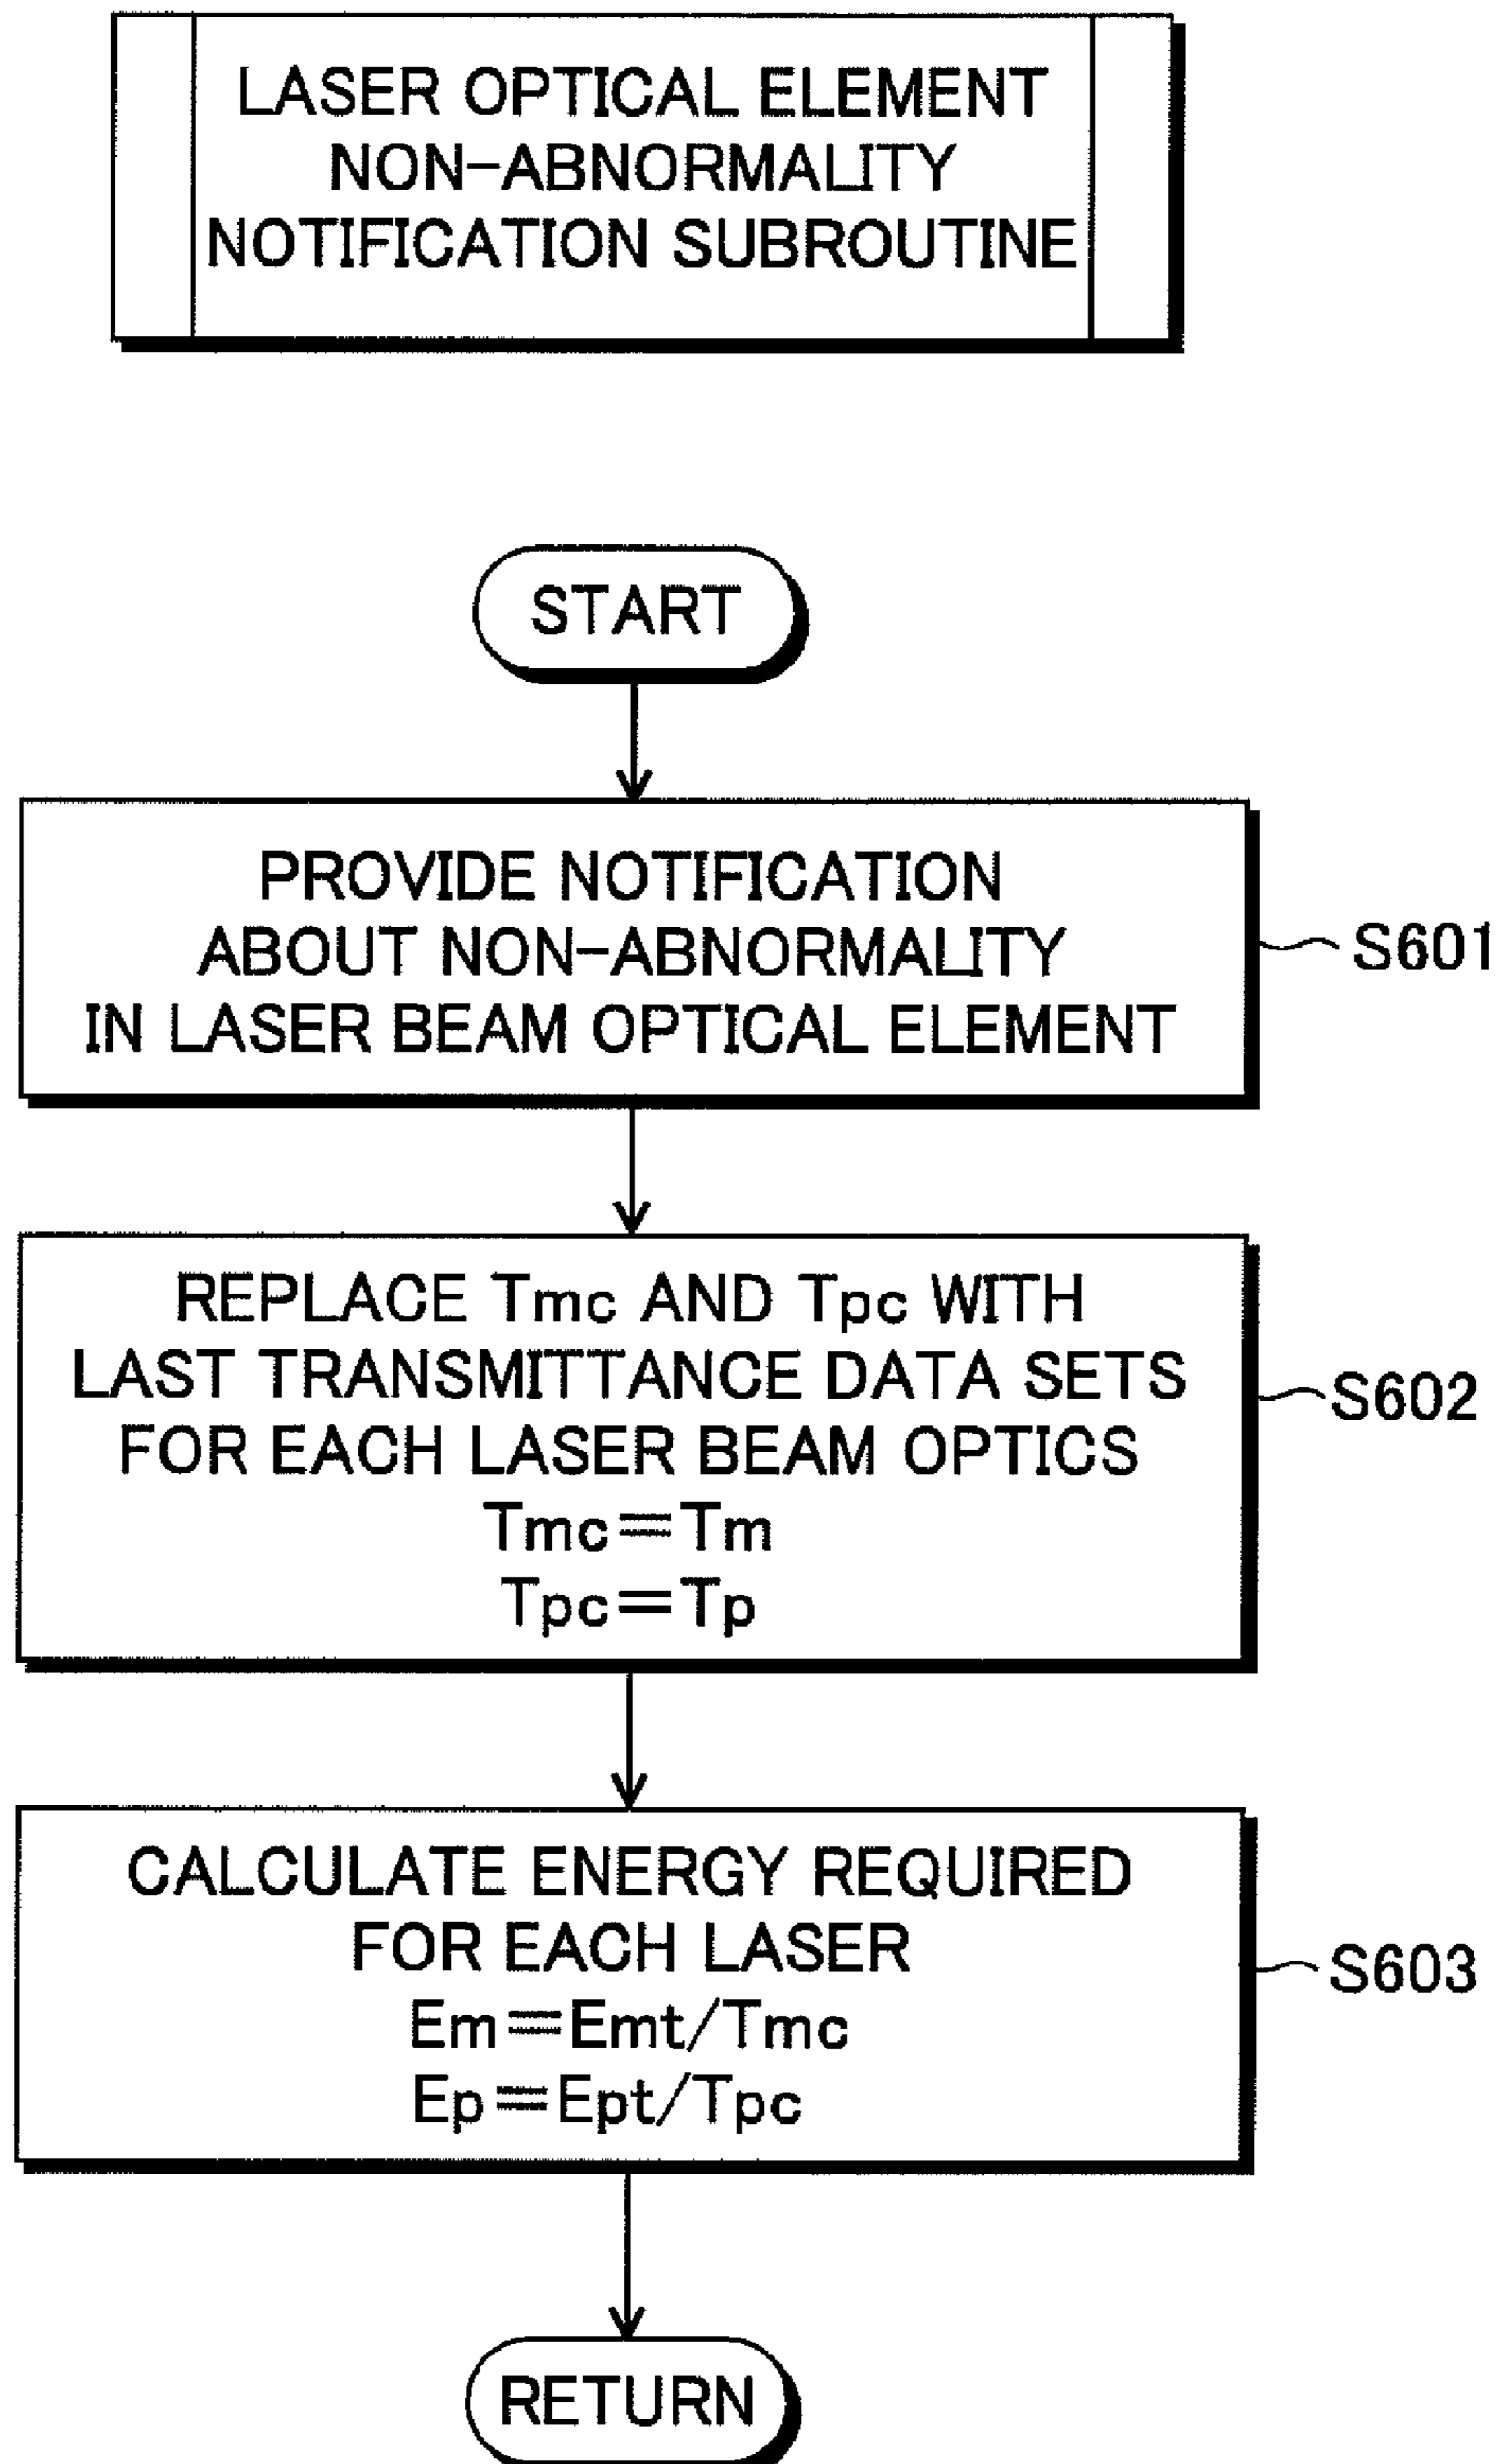 LASER OPTICAL ELEMENT
NON-ABNORMALITY
NOTIFICATION SUBROUTINE
START
PROVIDE NOTIFICATION
ABOUT NON-ABNORMALITY
IN LASER BEAM OPTICAL ELEMENT
S601
REPLACE Tmc AND Tpc WITH
LAST TRANSMITTANCE DATA SETS
FOR EACH LASER BEAM OPTICS
Tmc=Tm
Tpc=Tp
S602
CALCULATE ENERGY REQUIRED
FOR EACH LASER
Em=Emt/Tmc
Ep=Ept/Tpc
S603
RETURN